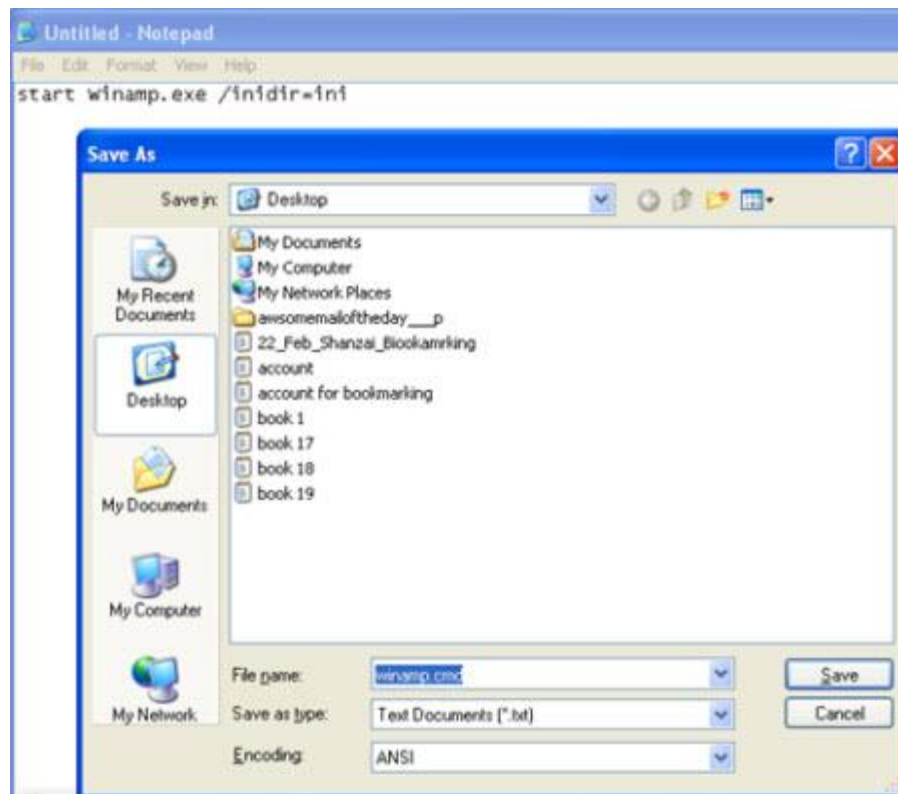 Untitled - Notepad
File Edit Format View Help
start winamp.exe /inidir=ini
Save As
Save in:
Desktop
My Recent Documents
Desktop
My Documents
My Computer
My Network
My Documents
My Computer
My Network Places
awsomemailoftheday___p
22_Feb_Shanzai_Biookamrking
account
account for bookmarking
book 1
book 17
book 18
book 19
File name:
winamp.cmd
Save
Save as type:
Text Documents (*.txt)
Cancel
Encoding:
ANSI